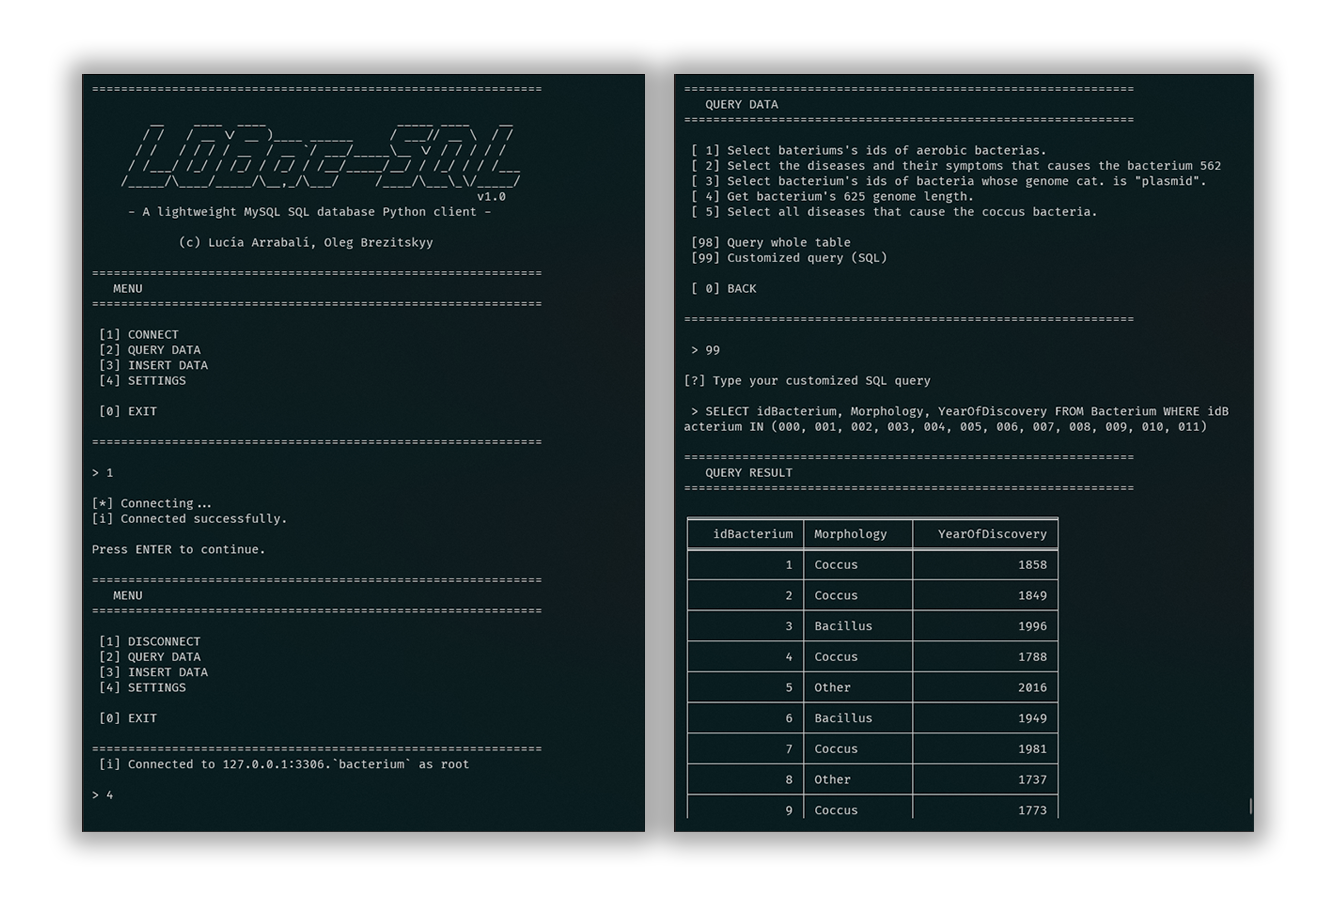 ==============================================================
LOBac-SQL
v1.0
- A lightweight MySQL SQL database Python client -
(c) Lucía Arrabali, Oleg Brezitskyy
==============================================================
MENU
==============================================================
[1] CONNECT
[2] QUERY DATA
[3] INSERT DATA
[4] SETTINGS
[0] EXIT
==============================================================
> 1
[*] Connecting...
[i] Connected successfully.
Press ENTER to continue.
==============================================================
MENU
==============================================================
[1] DISCONNECT
[2] QUERY DATA
[3] INSERT DATA
[4] SETTINGS
[0] EXIT
==============================================================
[i] Connected to 127.0.0.1:3306.`bacterium` as root
> 4
==============================================================
QUERY DATA
==============================================================
[ 1] Select bateriums's ids of aerobic bacterias.
[ 2] Select the diseases and their symptoms that causes the bacterium 562
[ 3] Select bacterium's ids of bacteria whose genome cat. is "plasmid".
[ 4] Get bacterium's 625 genome length.
[ 5] Select all diseases that cause the coccus bacteria.
[98] Query whole table
[99] Customized query (SQL)
[ 0] BACK
==============================================================
> 99
[?] Type your customized SQL query
> SELECT idBacterium, Morphology, YearOfDiscovery FROM Bacterium WHERE idB
acterium IN (000, 001, 002, 003, 004, 005, 006, 007, 008, 009, 010, 011)
==============================================================
QUERY RESULT
==============================================================
idBacterium Morphology YearOfDiscovery
1 Coccus 1858
2 Coccus 1849
3 Bacillus 1996
4 Coccus 1788
5 Other 2016
6 Bacillus 1949
7 Coccus 1981
8 Other 1737
9 Coccus 1773